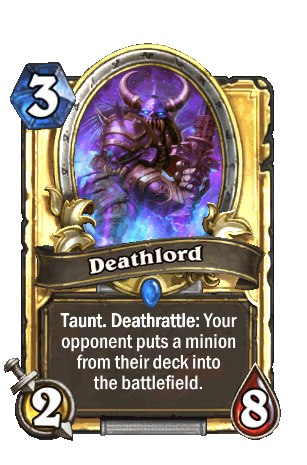 3
Deathlord
Taunt. Deathrattle: Your
opponent puts a minion
from their deck into
the battlefield.
2
8